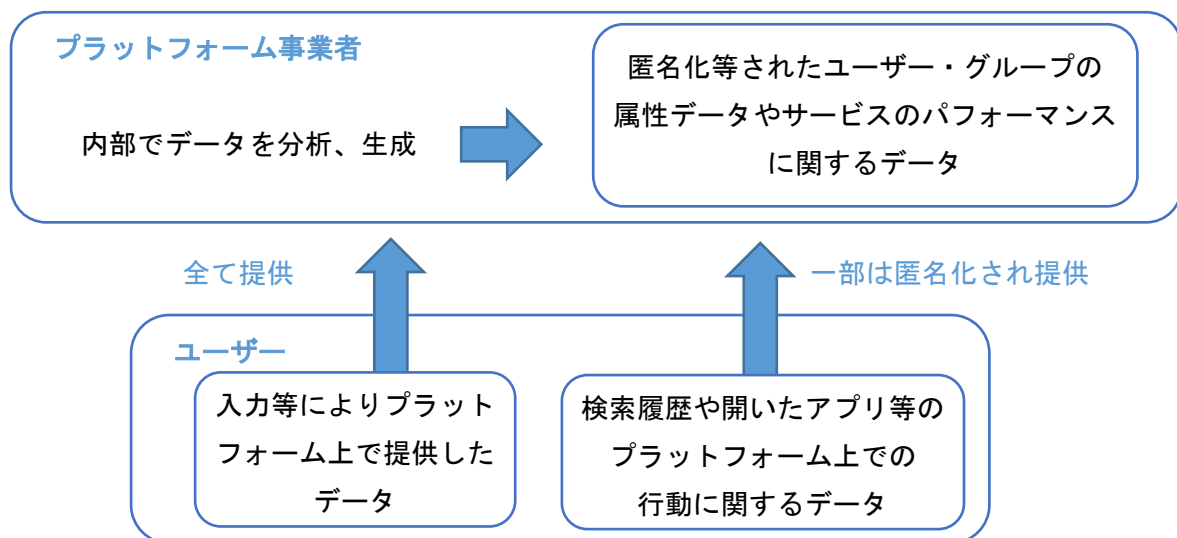 プラットフォーム事業者
内部でデータを分析、生成
匿名化等されたユーザー・グループの
属性データやサービスのパフォーマンス
に関するデータ
全て提供
一部は匿名化され提供
ユーザー
入力等によりプラット
フォーム上で提供した
データ
検索履歴や開いたアプリ等の
プラットフォーム上での
行動に関するデータ